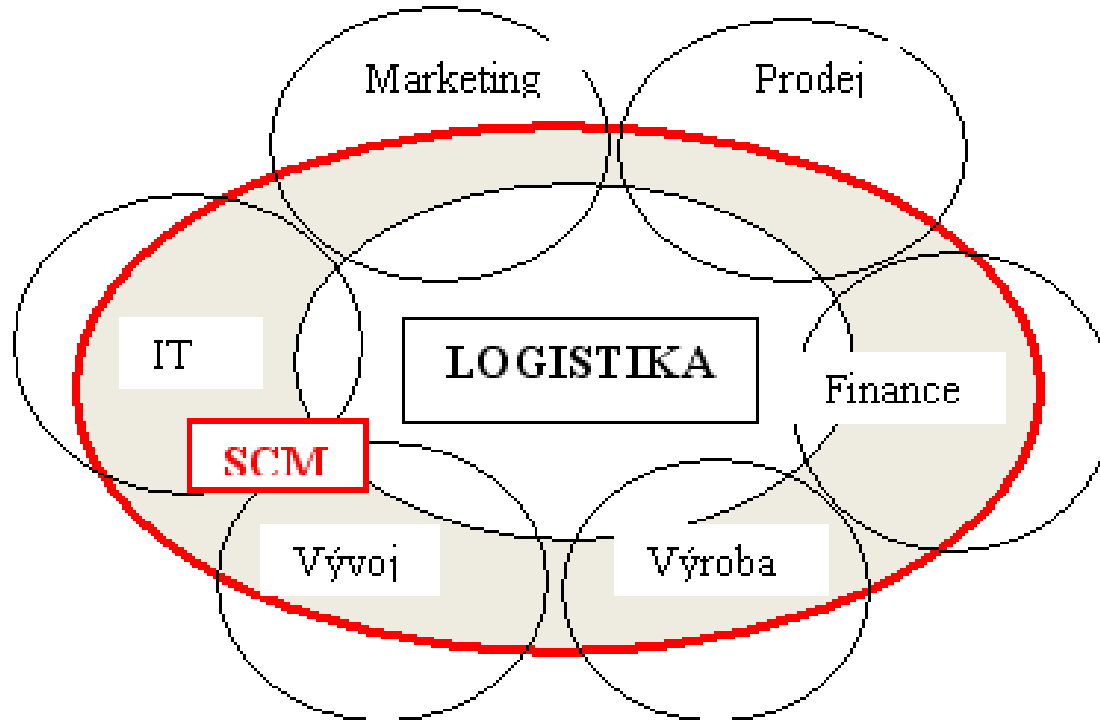 Marketing
Prodej
IT
LOGISTIKA
Finance
SCM
Vývoj
Výroba